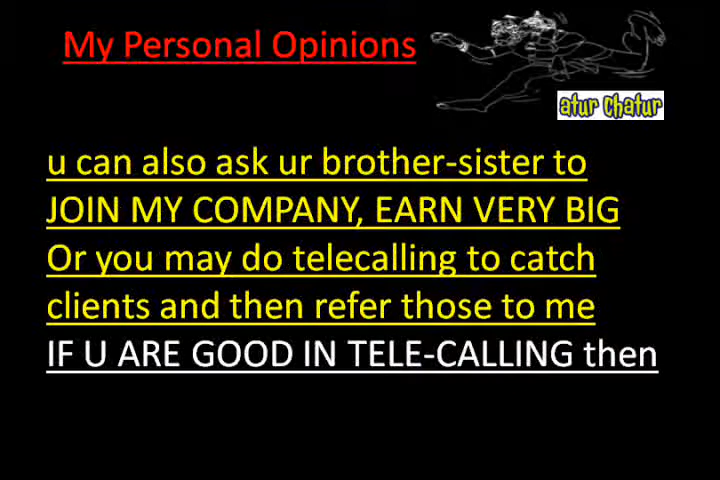 My Personal Opinions
atur chatur
u can also ask ur brother-sister to
JOIN MY COMPANY, EARN VERY BIG
Or you may do telecalling to catch
clients and then refer those to me
IF U ARE GOOD IN TELE-CALLING then